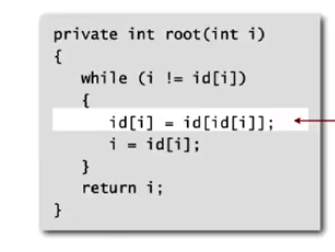 private int root(int i)
{
while (i != id[i])
{
id[i] = id[id[i]];
i = id[i];
}
return i;
}